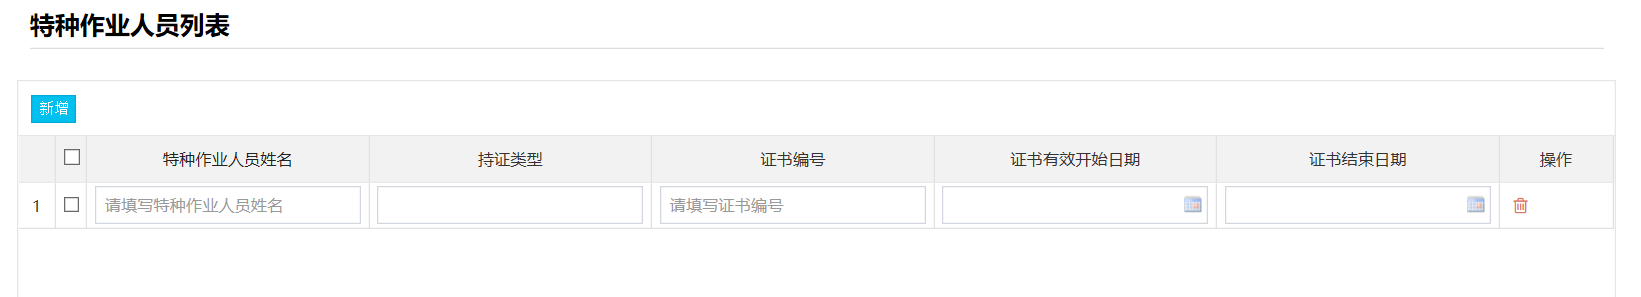 特种作业人员列表
新增
特种作业人员姓名 持证类型 证书编号 证书有效开始日期 证书结束日期 操作
1 请填写特种作业人员姓名 请填写证书编号